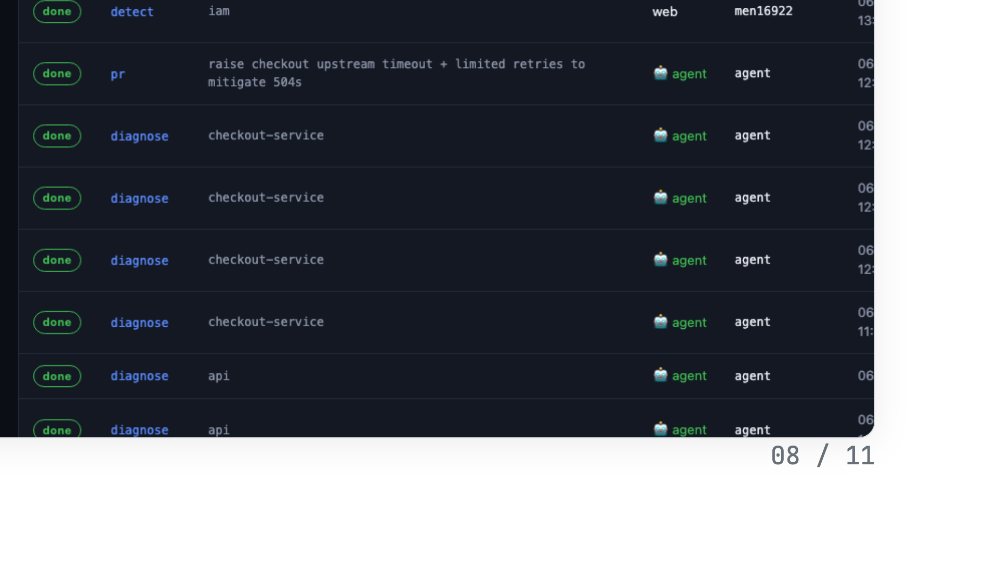 done detect iam web men16922 06
13:
done pr raise checkout upstream timeout + limited retries to mitigate 504s agent agent 06
12:
done diagnose checkout-service agent agent 06
12:
done diagnose checkout-service agent agent 06
12:
done diagnose checkout-service agent agent 06
12:
done diagnose checkout-service agent agent 06
11:
done diagnose api agent agent 06
done diagnose api agent agent 06
08 / 11